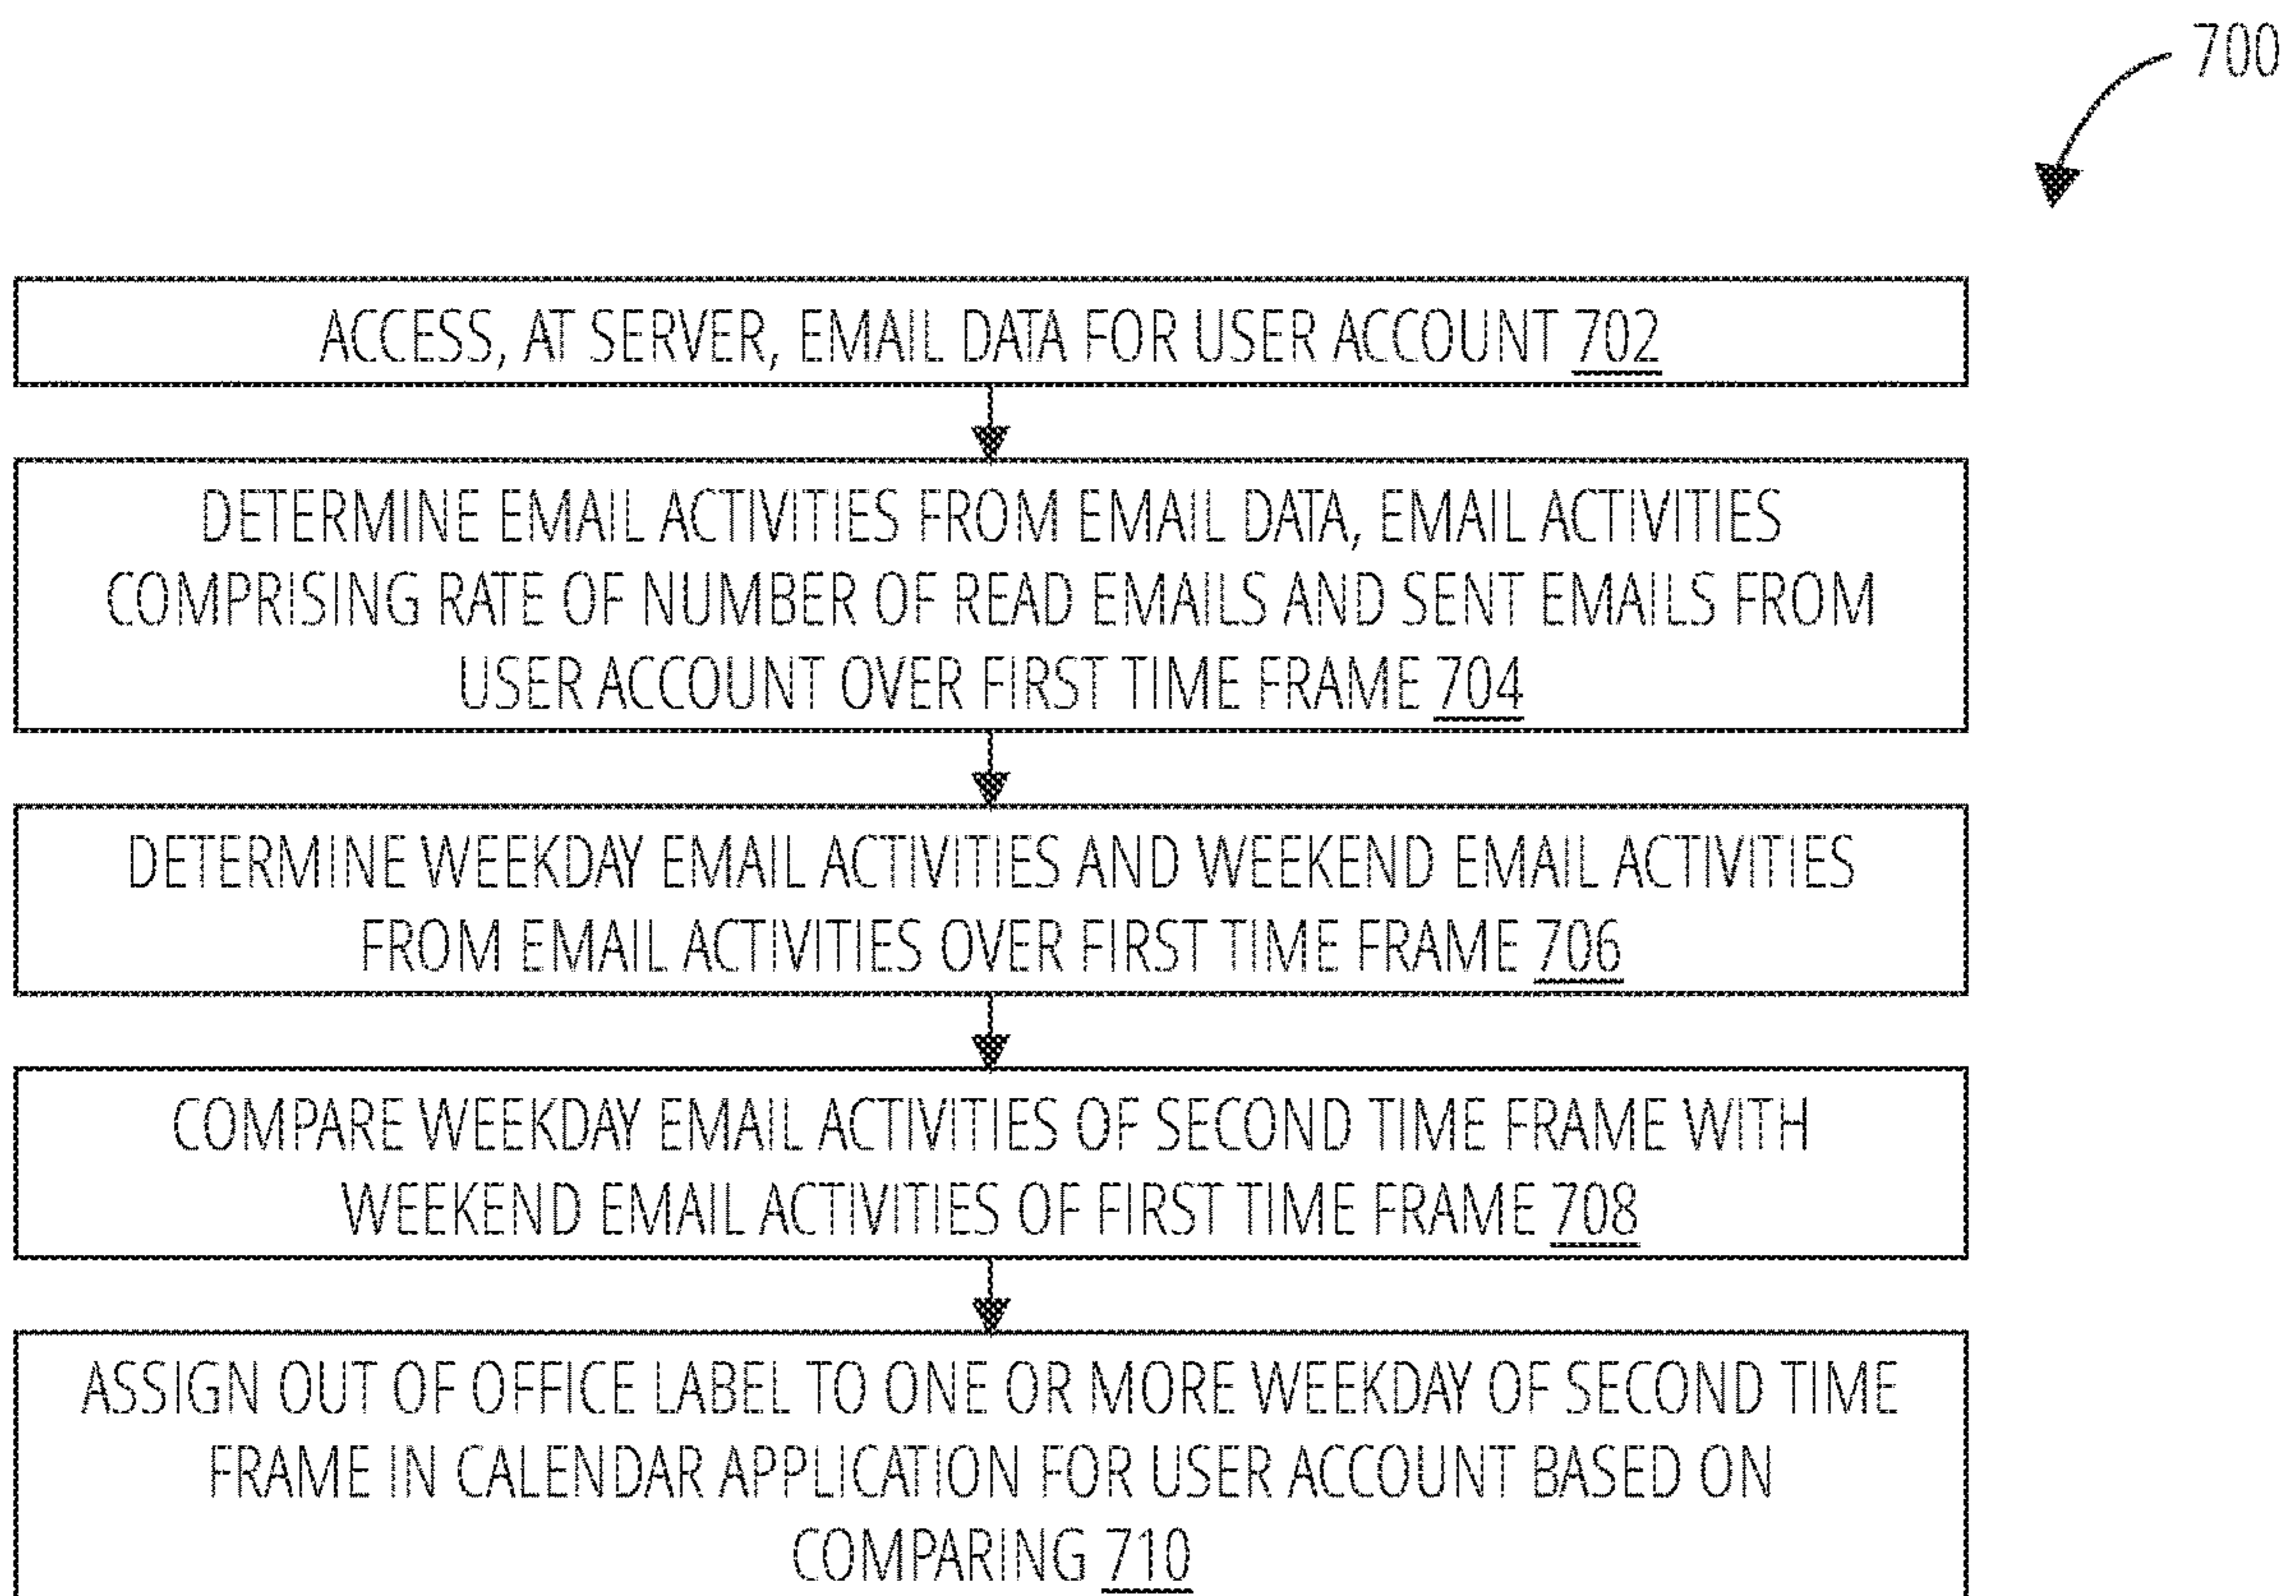 700
ACCESS, AT SERVER, EMAIL DATA FOR USER ACCOUNT 702
DETERMINE EMAIL ACTIVITIES FROM EMAIL DATA, EMAIL ACTIVITIES
COMPRISING RATE OF NUMBER OF READ EMAILS AND SENT EMAILS FROM
USER ACCOUNT OVER FIRST TIME FRAME 704
DETERMINE WEEKDAY EMAIL ACTIVITIES AND WEEKEND EMAIL ACTIVITIES
FROM EMAIL ACTIVITIES OVER FIRST TIME FRAME 706
COMPARE WEEKDAY EMAIL ACTIVITIES OF SECOND TIME FRAME WITH
WEEKEND EMAIL ACTIVITIES OF FIRST TIME FRAME 708
ASSIGN OUT OF OFFICE LABEL TO ONE OR MORE WEEKDAY OF SECOND TIME
FRAME IN CALENDAR APPLICATION FOR USER ACCOUNT BASED ON
COMPARING 710